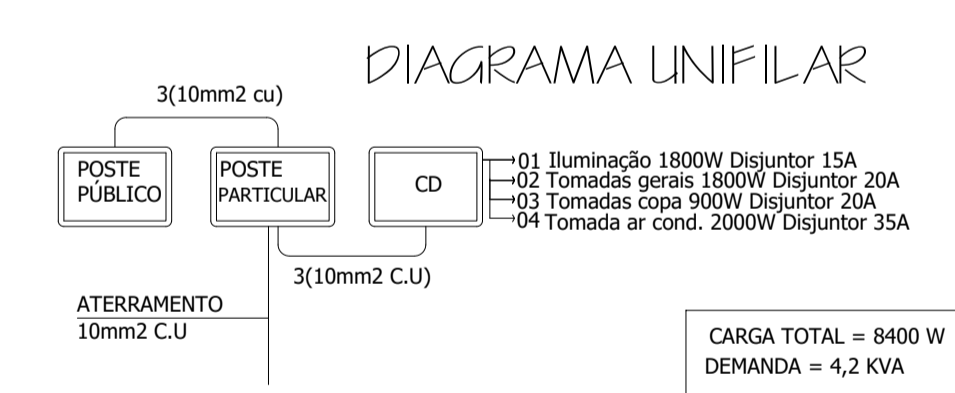 DIAGRAMA UNIFILAR
3(10mm2 cu)
POSTE
PÚBLICO
POSTE
PARTICULAR
CD
01 Iluminação 1800W Disjuntor 15A
02 Tomadas gerais 1800W Disjuntor 20A
03 Tomadas copa 900W Disjuntor 20A
04 Tomada ar cond. 2000W Disjuntor 35A
3(10mm2 C.U)
ATERRAMENTO
10mm2 C.U
CARGA TOTAL = 8400 W
DEMANDA = 4,2 KVA